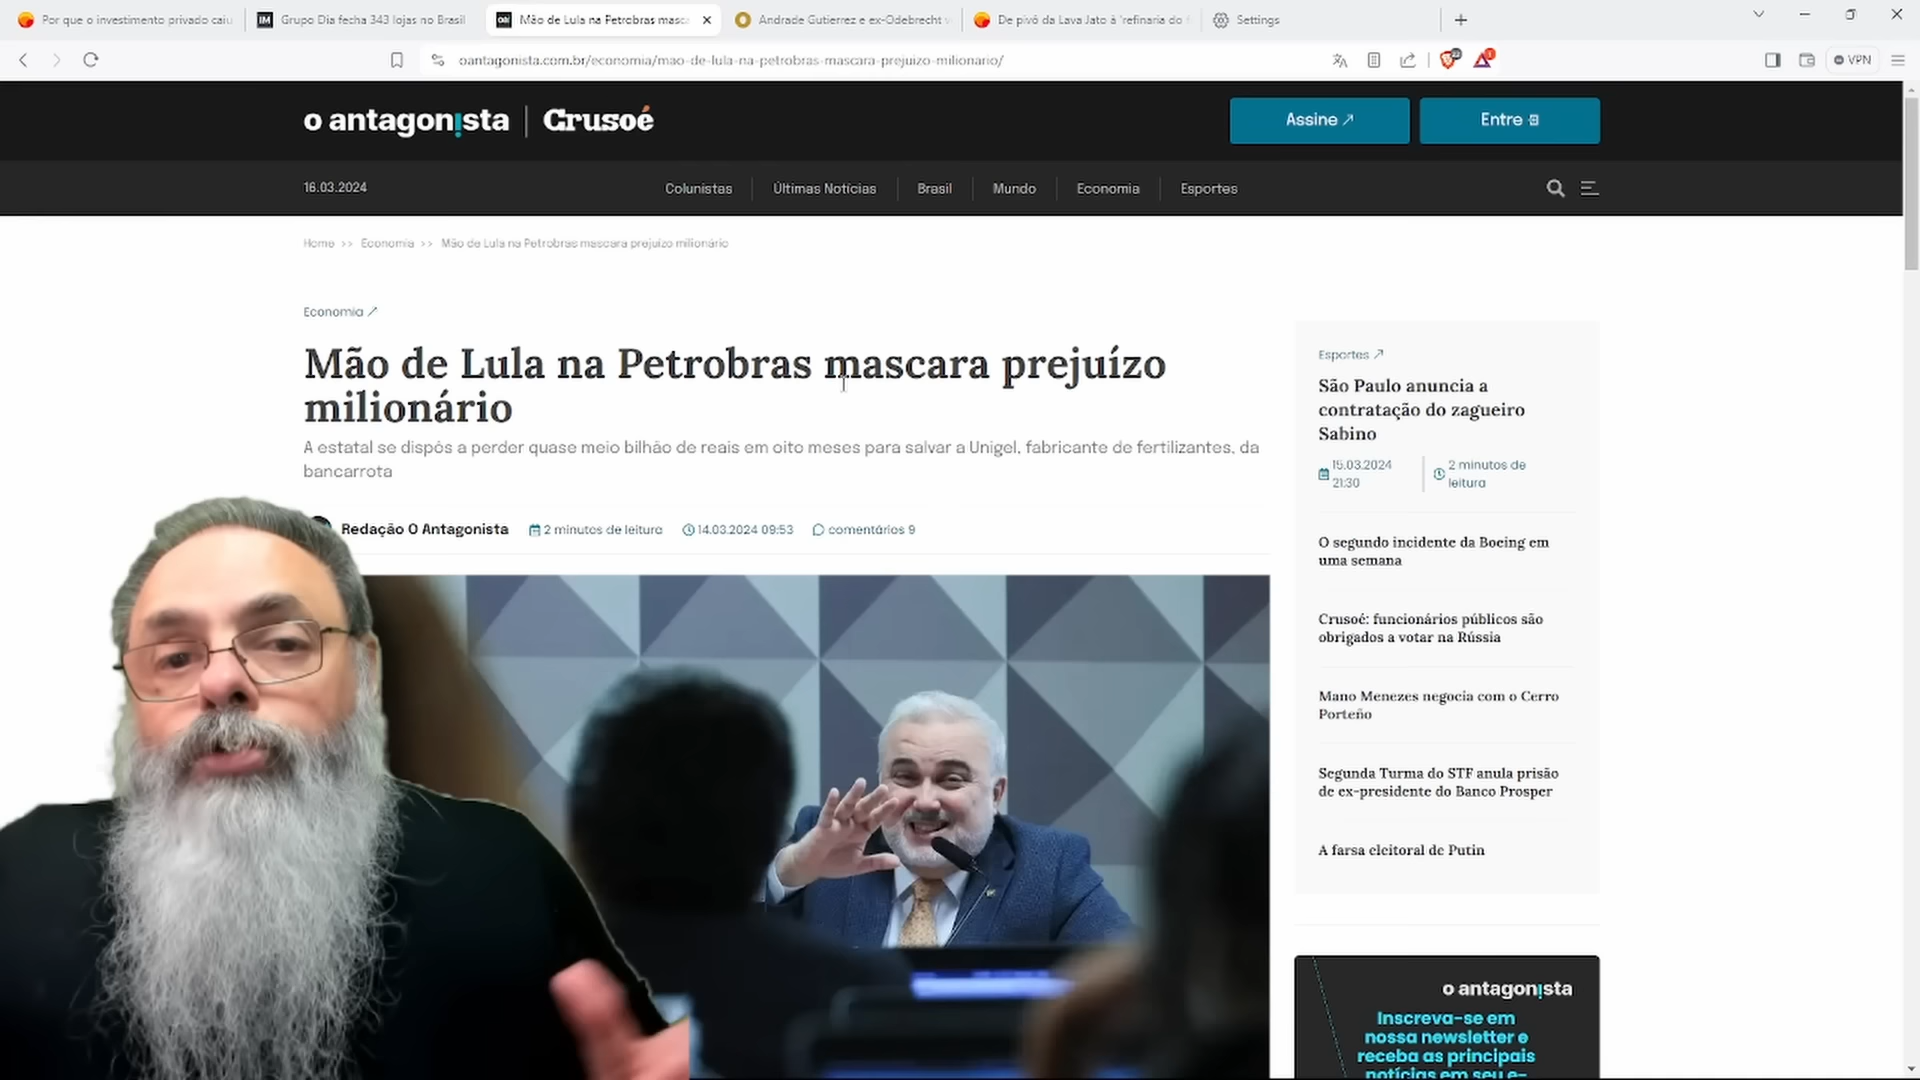 Por que o investimento privado caiu
Grupo Dia fecha 343 lojas no Brasil
Mão de Lula na Petrobras masca
Andrade Gutierrez e ex-Odebrecht v
De pivô da Lava Jato à 'refinaria do
Settings
oantagonista.com.br/economia/mao-de-lula-na-petrobras-mascara-prejuizo-milionario/
VPN
o antagonista | Crusoé
Assine
Entre
16.03.2024
Colunistas
Últimas Notícias
Brasil
Mundo
Economia
Esportes
Home >> Economia >> Mão de Lula na Petrobras mascara prejuízo milionário
Economia
Mão de Lula na Petrobras mascara prejuízo
milionário
A estatal se dispôs a perder quase meio bilhão de reais em oito meses para salvar a Unigel, fabricante de fertilizantes, da
bancarrota
Redação O Antagonista
2 minutos de leitura
14.03.2024 09:53
comentários 9
Esportes
São Paulo anuncia a
contratação do zagueiro
Sabino
15.03.2024
21:30
2 minutos de
leitura
O segundo incidente da Boeing em
uma semana
Crusoé: funcionários públicos são
obrigados a votar na Rússia
Mano Menezes negocia com o Cerro
Porteño
Segunda Turma do STF anula prisão
de ex-presidente do Banco Prosper
A farsa eleitoral de Putin
o antagonista
Inscreva-se em
nossa newsletter e
receba as principais
notícias em seu e-